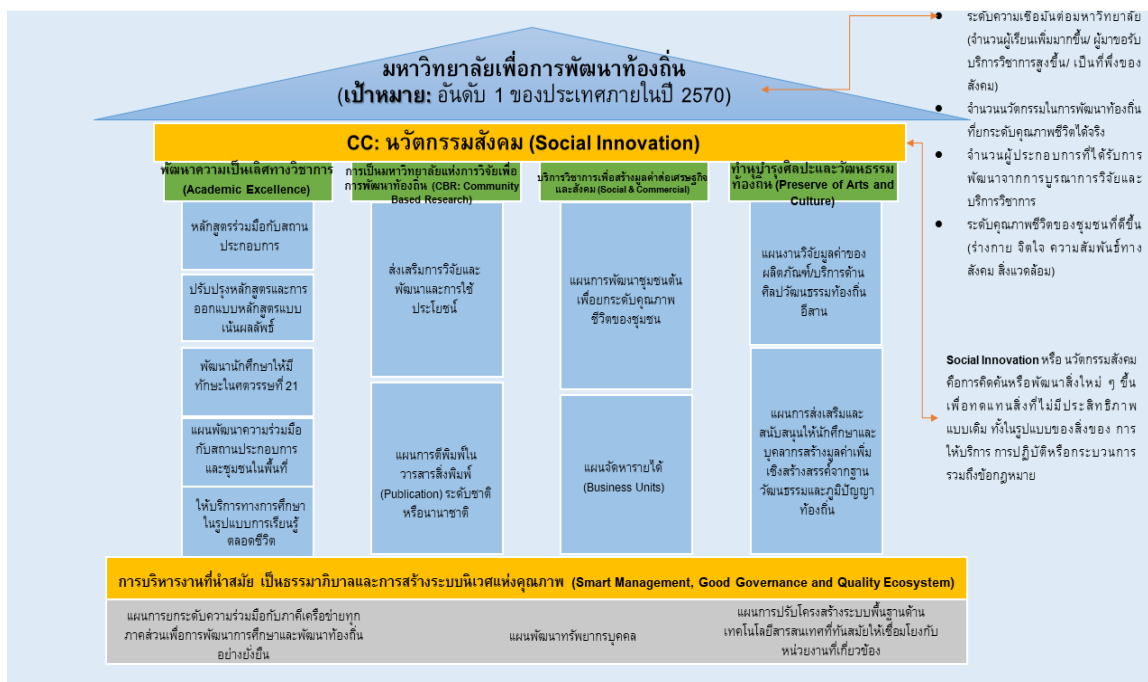 มหาวิทยาลัยเพื่อการพัฒนาท้องถิ่น
(เป้าหมาย: อันดับ 1 ของประเทศภายในปี 2570)
CC: นวัตกรรมสังคม (Social Innovation)
พัฒนาความเป็นเลิศทางวิชาการ
(Academic Excellence)
หลักสูตรร่วมมือกับสถาน
ประกอบการ
ปรับปรุงหลักสูตรและการ
ออกแบบหลักสูตรแบบ
เน้นผลลัพธ์
พัฒนานักศึกษาให้มี
ทักษะในศตวรรษที่ 21
แผนพัฒนาความร่วมมือ
กับสถานประกอบการ
และชุมชนในพื้นที่
ให้บริการทางการศึกษา
ในรูปแบบการเรียนรู้
ตลอดชีวิต
การเป็นมหาวิทยาลัยแห่งการวิจัยเพื่อ
การพัฒนาท้องถิ่น (CBR: Community
Based Research)
ส่งเสริมการวิจัยและ
พัฒนาและการใช้
ประโยชน์
แผนการตีพิมพ์ใน
วารสารสิ่งพิมพ์
(Publication) ระดับชาติ
หรือนานาชาติ
บริการวิชาการเพื่อสร้างมูลค่าต่อเศรษฐกิจ
และสังคม (Social & Commercial)
แผนการพัฒนาชุมชนต้น
เพื่อยกระดับคุณภาพ
ชีวิตของชุมชน
แผนจัดหารายได้
(Business Units)
ทำนุบำรุงศิลปะและวัฒนธรรม
ท้องถิ่น (Preserve of Arts and
Culture)
แผนงานวิจัยมูลค่าของ
ผลิตภัณฑ์/บริการด้าน
ศิลปวัฒนธรรมท้องถิ่น
อีสาน
แผนการส่งเสริมและ
สนับสนุนให้นักศึกษาและ
บุคลากรสร้างมูลค่าเพิ่ม
เชิงสร้างสรรค์จากฐาน
วัฒนธรรมและภูมิปัญญา
ท้องถิ่น
การบริหารงานที่นำสมัย เป็นธรรมาภิบาลและการสร้างระบบนิเวศแห่งคุณภาพ (Smart Management, Good Governance and Quality Ecosystem)
แผนการยกระดับความร่วมมือกับภาคีเครือข่ายทุก
ภาคส่วนเพื่อการพัฒนาการศึกษาและพัฒนาท้องถิ่น
อย่างยั่งยืน
แผนพัฒนาทรัพยากรบุคคล
แผนการปรับโครงสร้างระบบพื้นฐานด้าน
เทคโนโลยีสารสนเทศที่ทันสมัยให้เชื่อมโยงกับ
หน่วยงานที่เกี่ยวข้อง
● ระดับความเชื่อมั่นต่อมหาวิทยาลัย
(จำนวนผู้เรียนเพิ่มมากขึ้น/ ผู้มาขอรับ
บริการวิชาการสูงขึ้น/ เป็นที่พึ่งของ
สังคม)
● จำนวนนวัตกรรมในการพัฒนาท้องถิ่น
ที่ยกระดับคุณภาพชีวิตได้จริง
● จำนวนผู้ประกอบการที่ได้รับการ
พัฒนาจากการบูรณาการวิจัยและ
บริการวิชาการ
● ระดับคุณภาพชีวิตของชุมชนที่ดีขึ้น
(ร่างกาย จิตใจ ความสัมพันธ์ทาง
สังคม สิ่งแวดล้อม)
Social Innovation หรือ นวัตกรรมสังคม
คือการคิดค้นหรือพัฒนาสิ่งใหม่ ๆ ขึ้น
เพื่อทดแทนสิ่งที่ไม่มีประสิทธิภาพ
แบบเดิม ทั้งในรูปแบบของสิ่งของ การ
ให้บริการ การปฏิบัติหรือกระบวนการ
รวมถึงข้อกฎหมาย